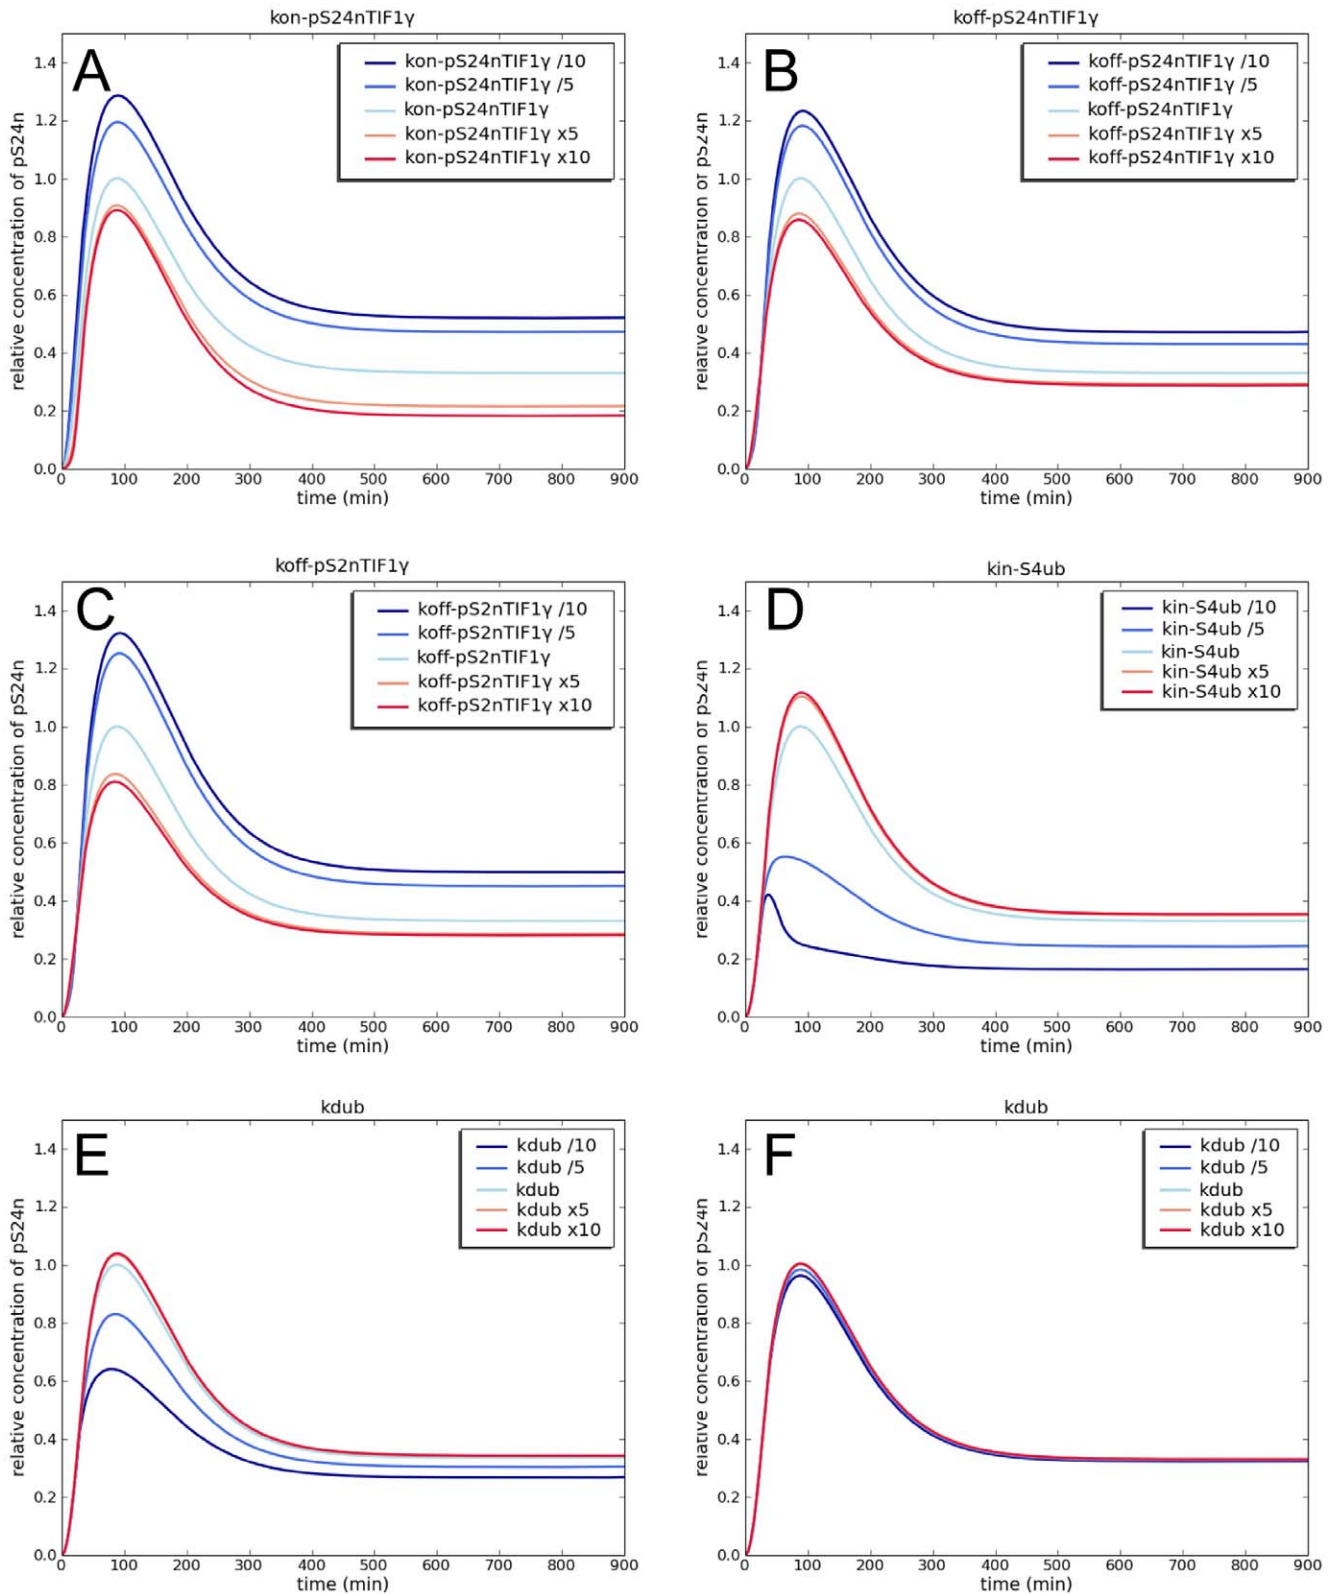 kon-pS24nTIF1γ
A
kon-pS24nTIF1γ /10
kon-pS24nTIF1γ /5
kon-pS24nTIF1γ
kon-pS24nTIF1γ x5
kon-pS24nTIF1γ x10
relative concentration of pS24n
1.4
1.2
1.0
0.8
0.6
0.4
0.2
0.0
0 100 200 300 400 500 600 700 800 900
time (min)
koff-pS24nTIF1γ
B
koff-pS24nTIF1γ /10
koff-pS24nTIF1γ /5
koff-pS24nTIF1γ
koff-pS24nTIF1γ x5
koff-pS24nTIF1γ x10
relative concentration of pS24n
1.4
1.2
1.0
0.8
0.6
0.4
0.2
0.0
0 100 200 300 400 500 600 700 800 900
time (min)
koff-pS2nTIF1γ
C
koff-pS2nTIF1γ /10
koff-pS2nTIF1γ /5
koff-pS2nTIF1γ
koff-pS2nTIF1γ x5
koff-pS2nTIF1γ x10
relative concentration of pS24n
1.4
1.2
1.0
0.8
0.6
0.4
0.2
0.0
0 100 200 300 400 500 600 700 800 900
time (min)
kin-S4ub
D
kin-S4ub /10
kin-S4ub /5
kin-S4ub
kin-S4ub x5
kin-S4ub x10
relative concentration of pS24n
1.4
1.2
1.0
0.8
0.6
0.4
0.2
0.0
0 100 200 300 400 500 600 700 800 900
time (min)
kdub
E
kdub /10
kdub /5
kdub
kdub x5
kdub x10
relative concentration of pS24n
1.4
1.2
1.0
0.8
0.6
0.4
0.2
0.0
0 100 200 300 400 500 600 700 800 900
time (min)
kdub
F
kdub /10
kdub /5
kdub
kdub x5
kdub x10
relative concentration of pS24n
1.4
1.2
1.0
0.8
0.6
0.4
0.2
0.0
0 100 200 300 400 500 600 700 800 900
time (min)